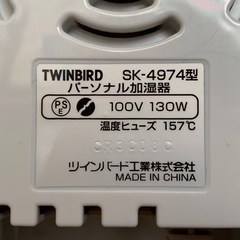 TWINBIRD SK-4974型
パーソナル加湿器
PSE 100V 130W
温度ヒューズ 157℃
ツインバード工業株式会社
MADE IN CHINA